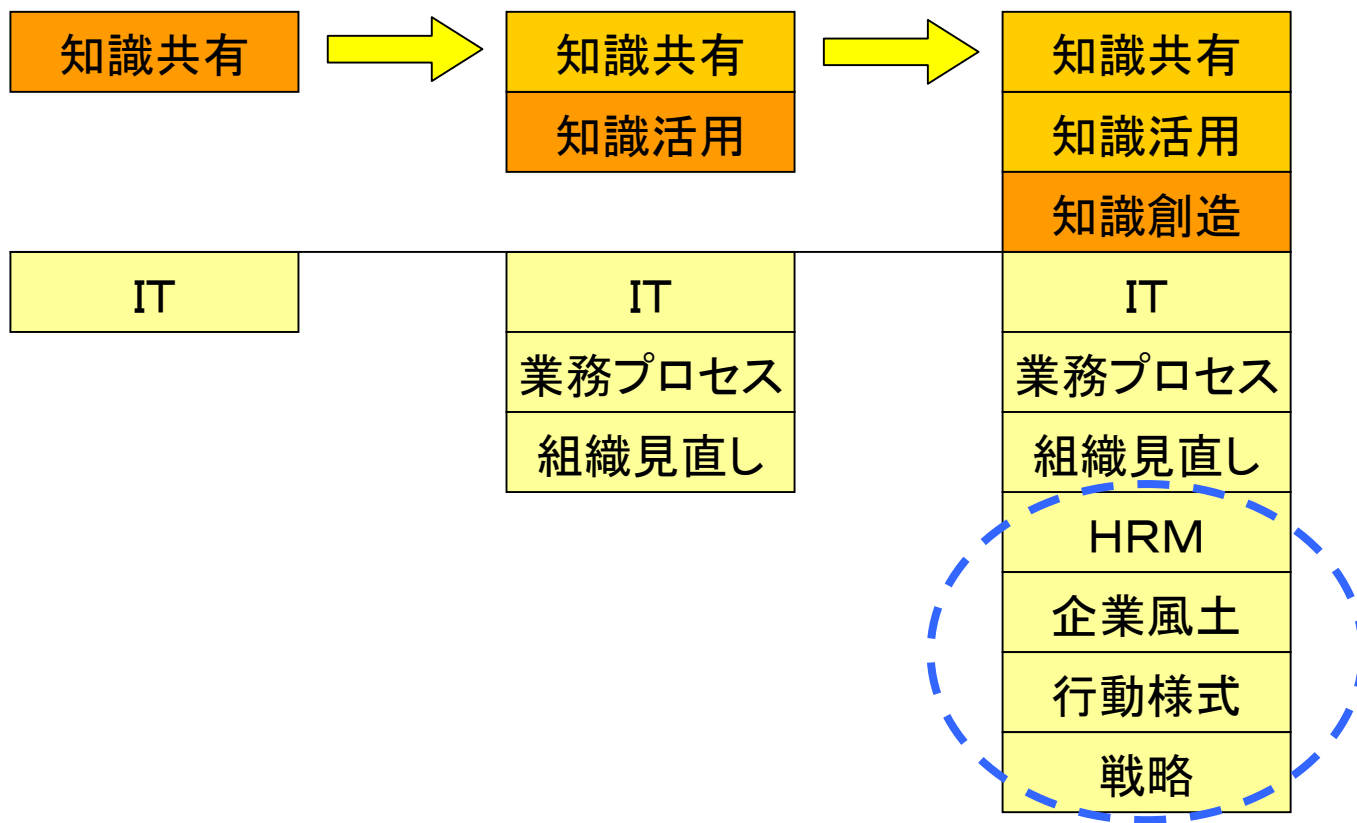 知識共有
知識共有
知識活用
知識共有
知識活用
知識創造
IT
IT
業務プロセス
組織見直し
IT
業務プロセス
組織見直し
HRM
企業風土
行動様式
戦略